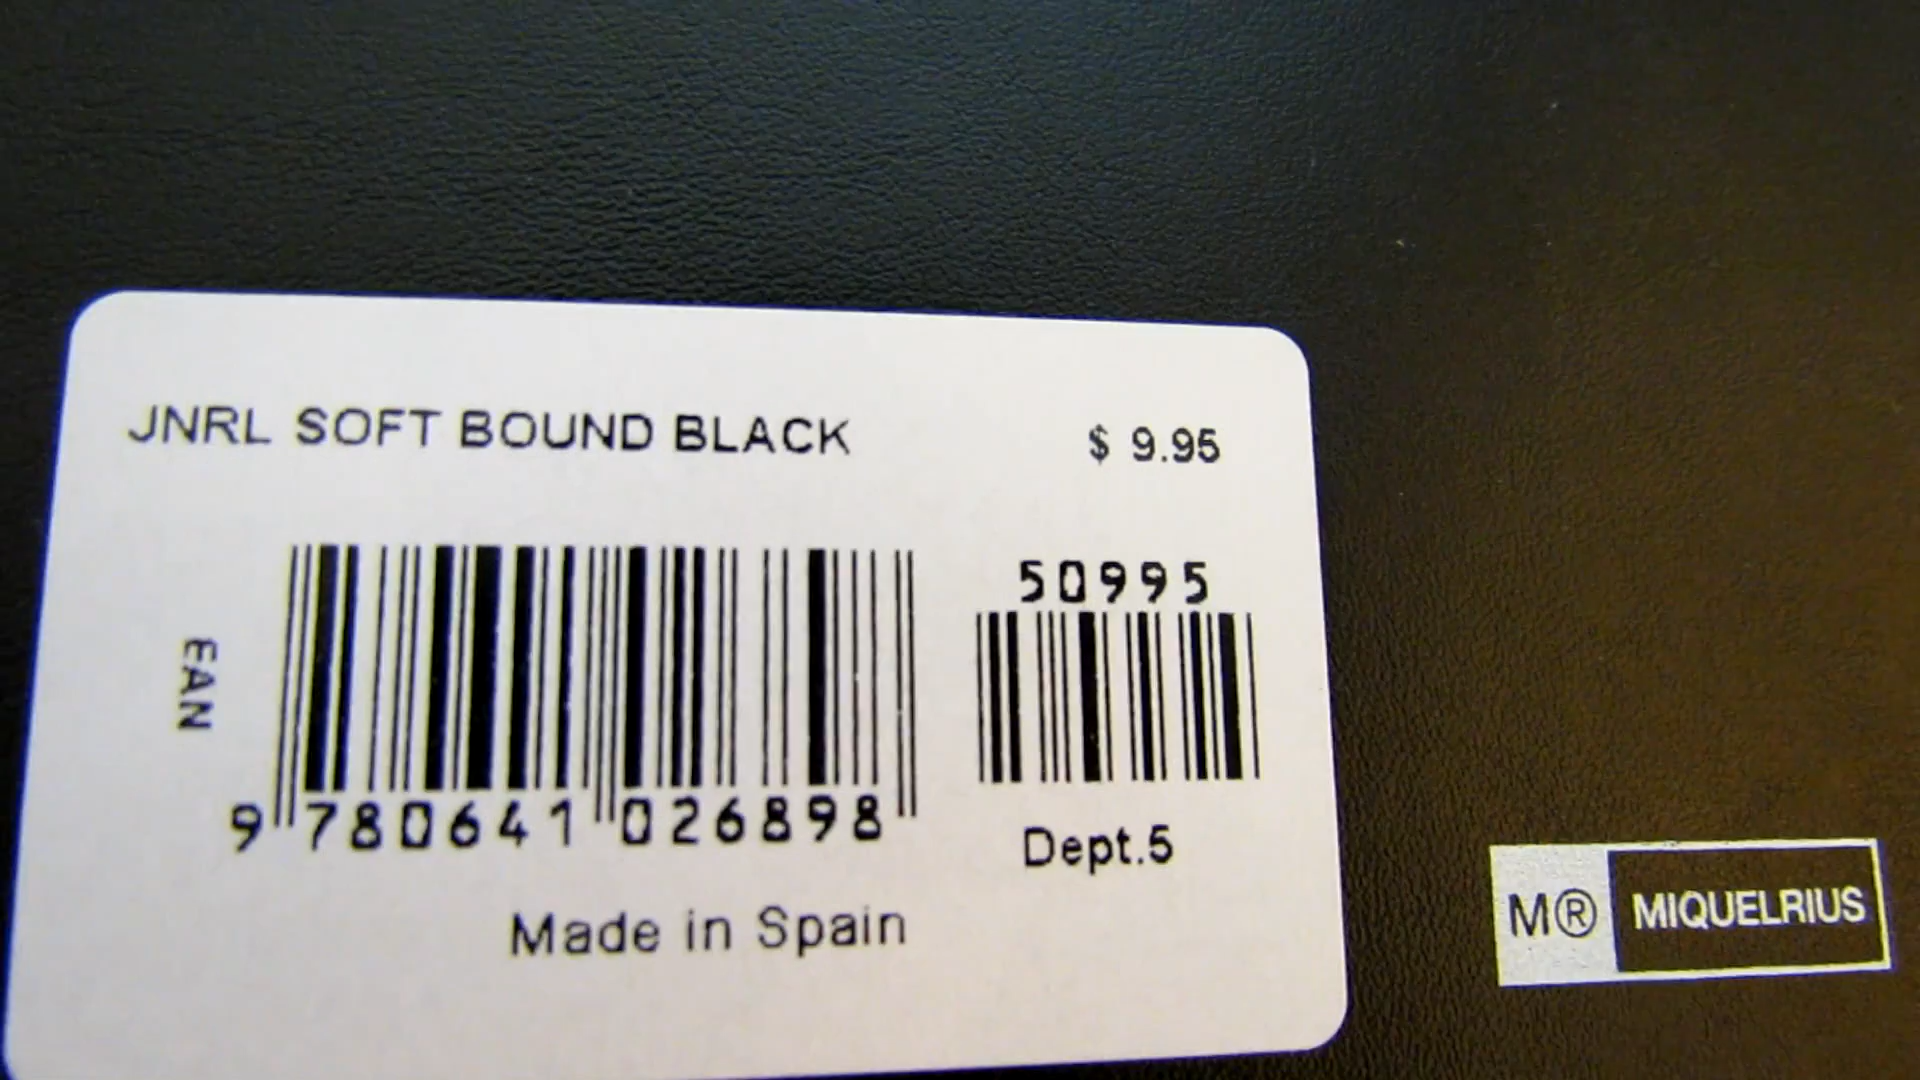 JNRL SOFT BOUND BLACK
$ 9.95
50995
EAN
9 780641 026898
Dept.5
Made in Spain
M® MIQUELRIUS